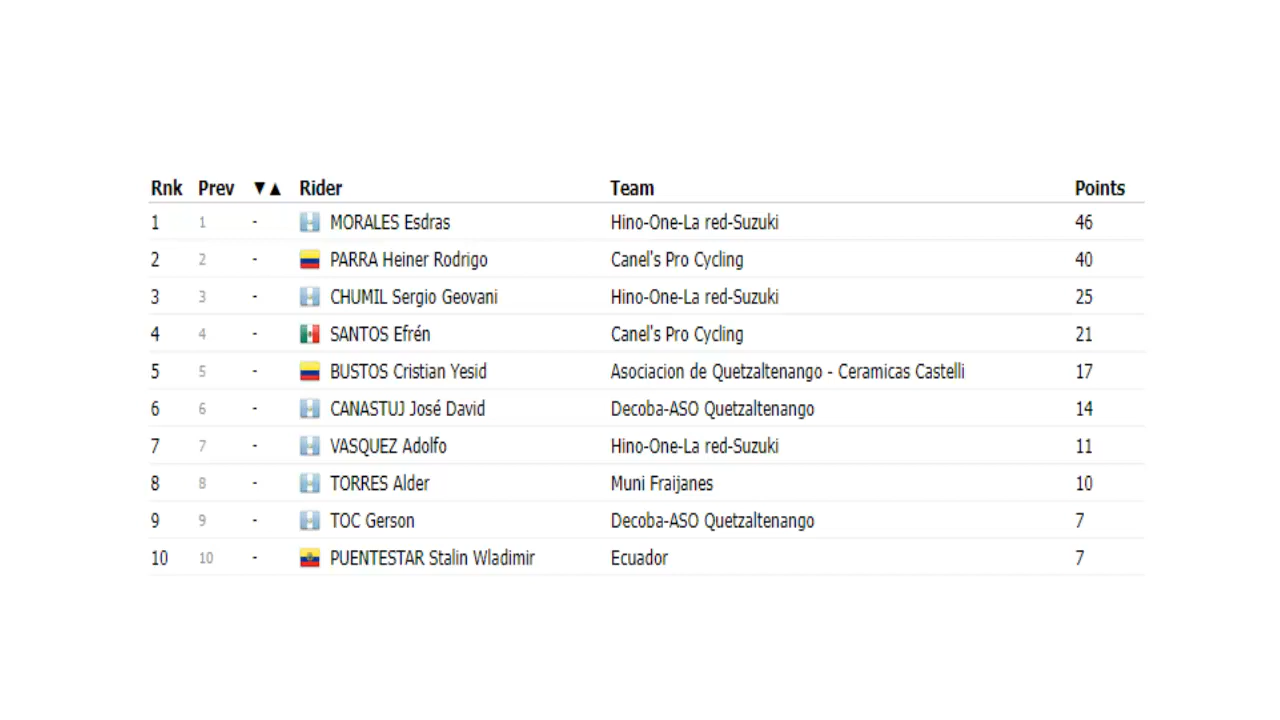 Rnk Prev ▼▲ Rider Team Points
1 1 - MORALES Esdras Hino-One-La red-Suzuki 46
2 2 - PARRA Heiner Rodrigo Canel's Pro Cycling 40
3 3 - CHUMIL Sergio Geovani Hino-One-La red-Suzuki 25
4 4 - SANTOS Efrén Canel's Pro Cycling 21
5 5 - BUSTOS Cristian Yesid Asociacion de Quetzaltenango - Ceramicas Castelli 17
6 6 - CANASTUJ José David Decoba-ASO Quetzaltenango 14
7 7 - VASQUEZ Adolfo Hino-One-La red-Suzuki 11
8 8 - TORRES Alder Muni Fraijanes 10
9 9 - TOC Gerson Decoba-ASO Quetzaltenango 7
10 10 - PUENTESTAR Stalin Wladimir Ecuador 7